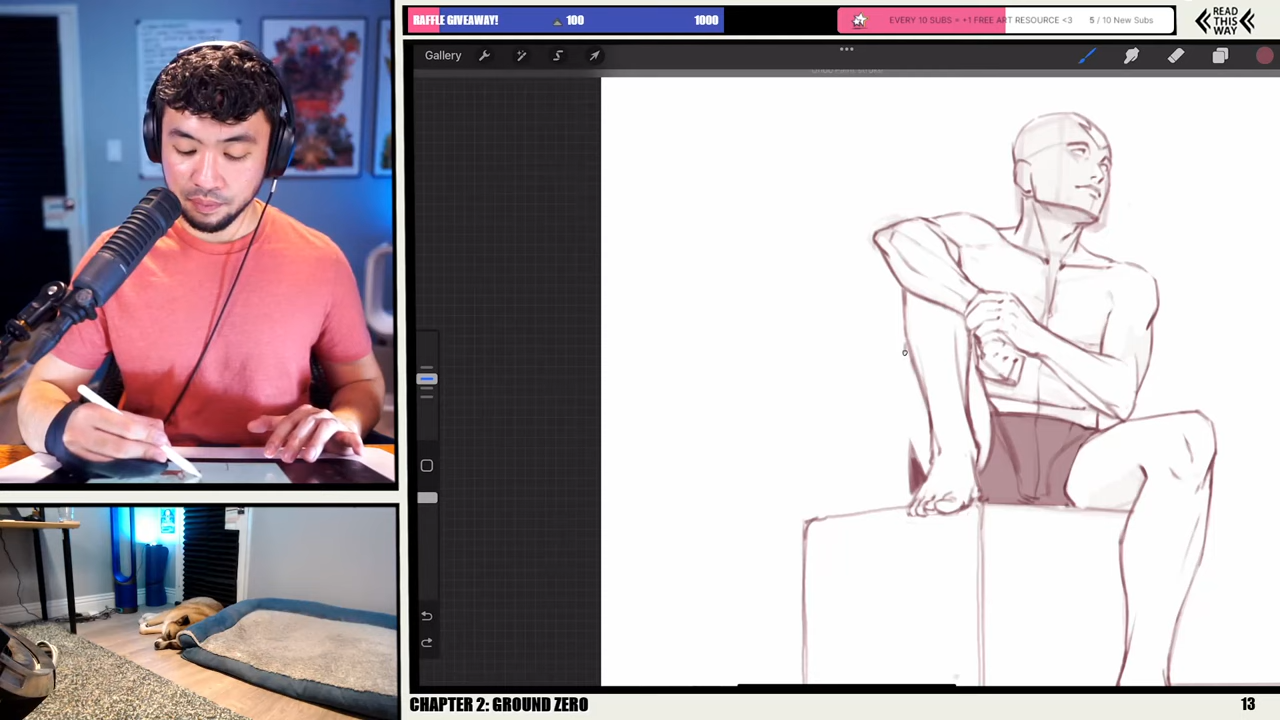 RAFFLE GIVEAWAY! 100 1000
EVERY 10 SUBS = +1 FREE ART RESOURCE <3 5 / 10 New Subs
READ
THIS
WAY
Gallery
CHAPTER 2: GROUND ZERO
13